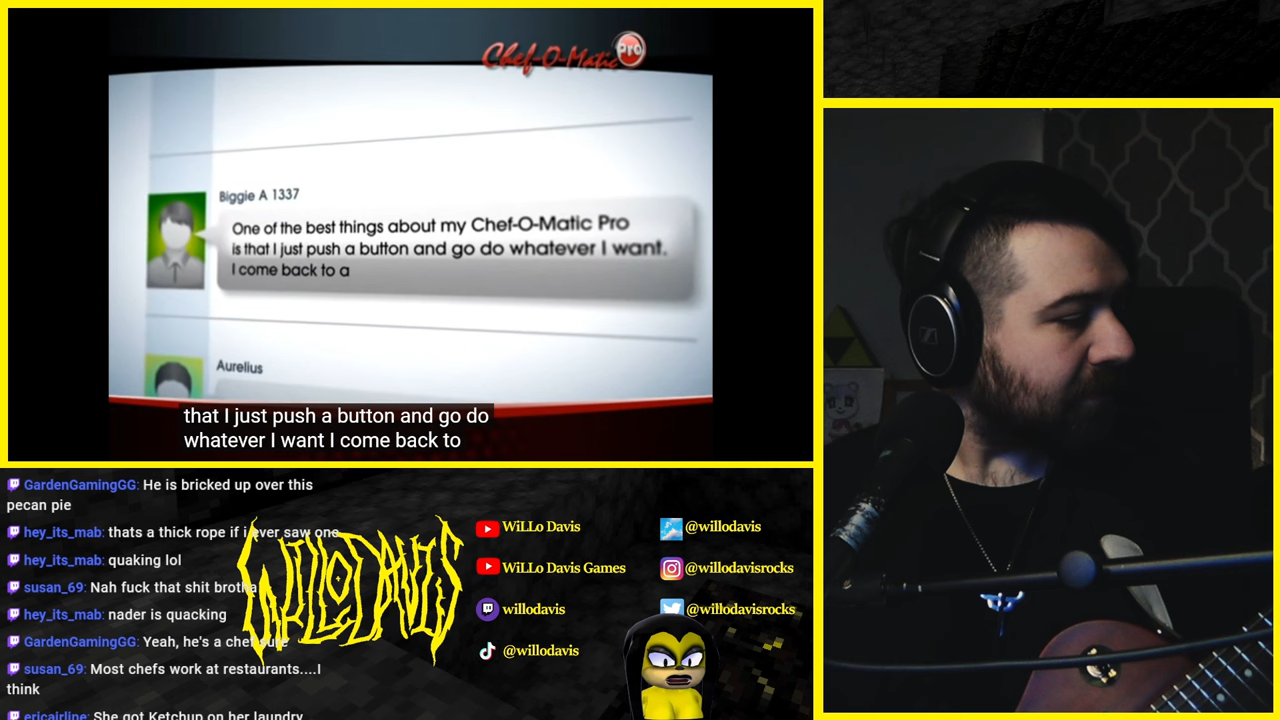 Chef-O-Matic Pro
Biggie A 1337
One of the best things about my Chef-O-Matic Pro
is that I just push a button and go do whatever I want.
I come back to a
Aurelius
that I just push a button and go do
whatever I want I come back to
GardenGamingGG: He is bricked up over this
pecan pie
hey_its_mab: thats a thick rope if i ever saw one
hey_its_mab: quaking lol
susan_69: Nah fuck that shit brotha
hey_its_mab: nader is quacking
GardenGamingGG: Yeah, he's a chef sure
susan_69: Most chefs work at restaurants....I
think
ericairline: She got Ketchup on her laundry
WILLO DAVIS
WiLLo Davis
WiLLo Davis Games
willodavis
@willodavis
@willodavis
@willodavisrocks
@willodavisrocks